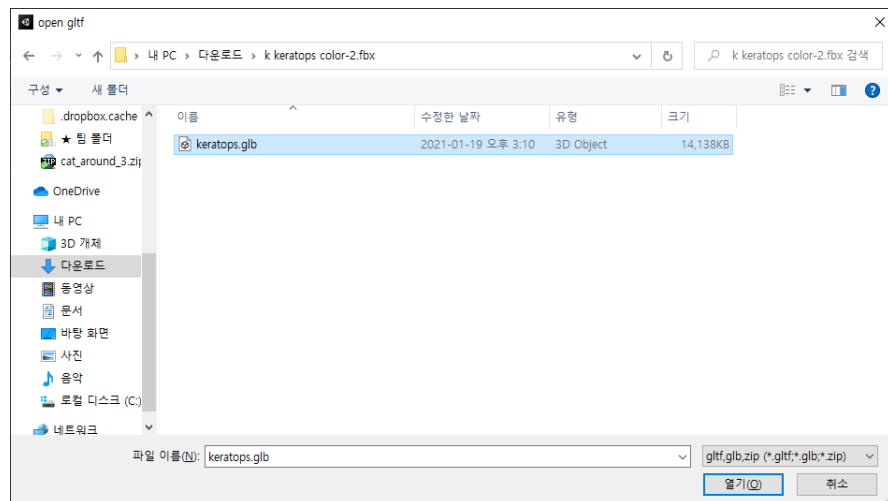 open gltf
내 PC > 다운로드 > k keratops color-2.fbx
k keratops color-2.fbx 검색
구성 새 폴더
이름 수정한 날짜 유형 크기
.dropbox.cache
★ 팀 폴더
cat_around_3.zip
OneDrive
내 PC
3D 개체
다운로드
동영상
문서
바탕 화면
사진
음악
로컬 디스크 (C:)
네트워크
keratops.glb 2021-01-19 오후 3:10 3D Object 14,138KB
파일 이름(N): keratops.glb gltf,glb,zip (*.gltf;*.glb;*.zip)
열기(O) 취소